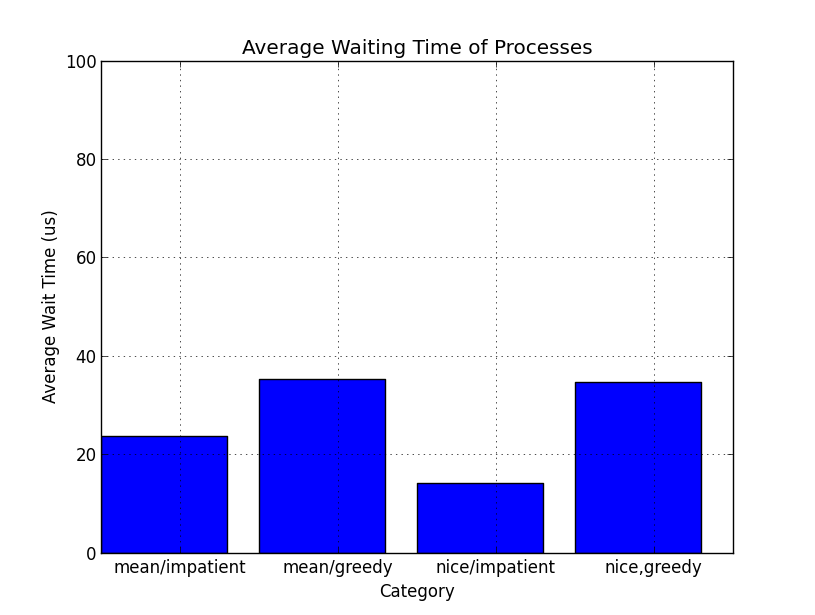 Average Waiting Time of Processes
100
80
60
40
20
0
Average Wait Time (us)
mean/impatient mean/greedy nice/impatient nice,greedy
Category